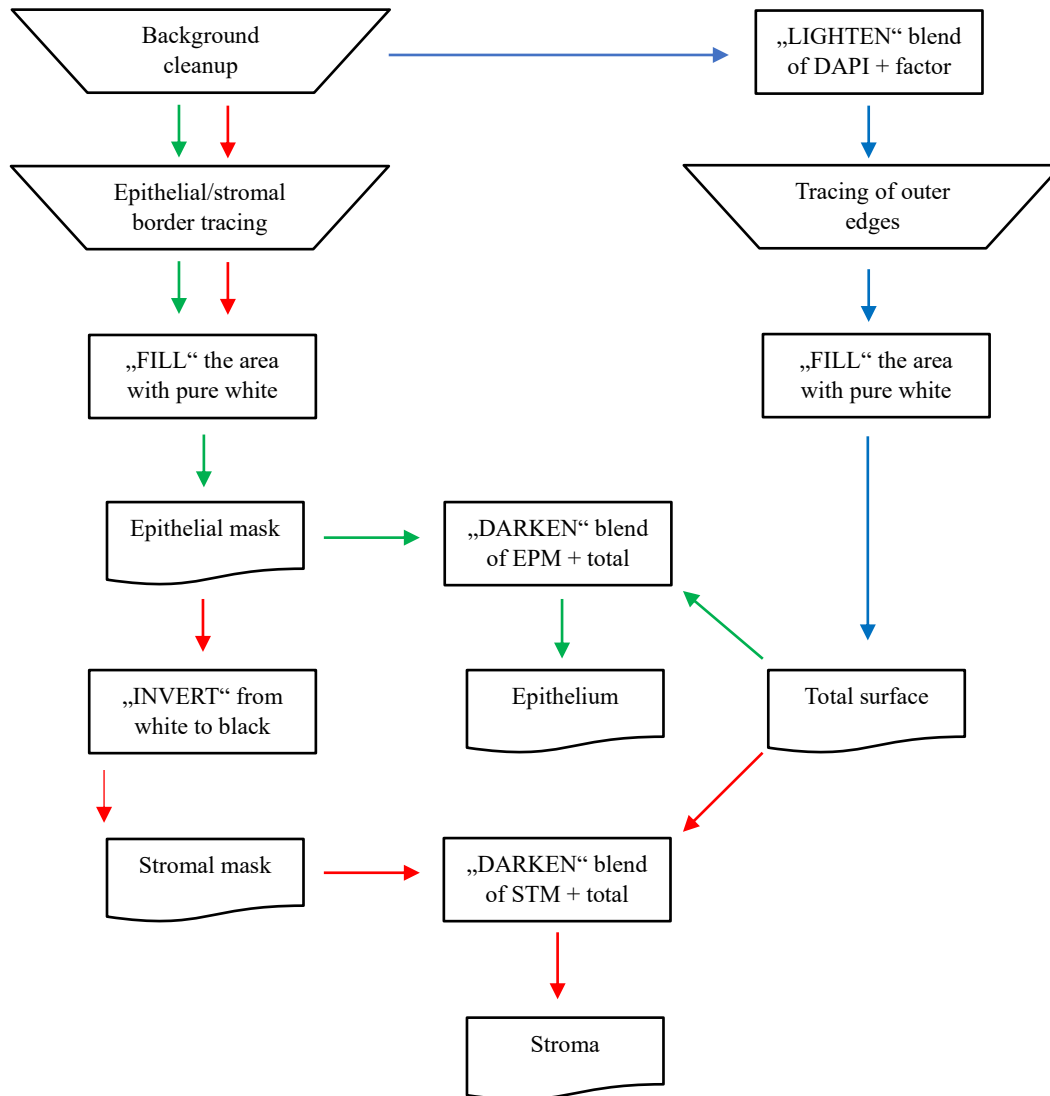 Background
cleanup
„LIGHTEN“ blend
of DAPI + factor
Epithelial/stromal
border tracing
Tracing of outer
edges
„FILL“ the area
with pure white
„FILL“ the area
with pure white
Epithelial mask
„DARKEN“ blend
of EPM + total
„INVERT“ from
white to black
Epithelium
Total surface
Stromal mask
„DARKEN“ blend
of STM + total
Stroma